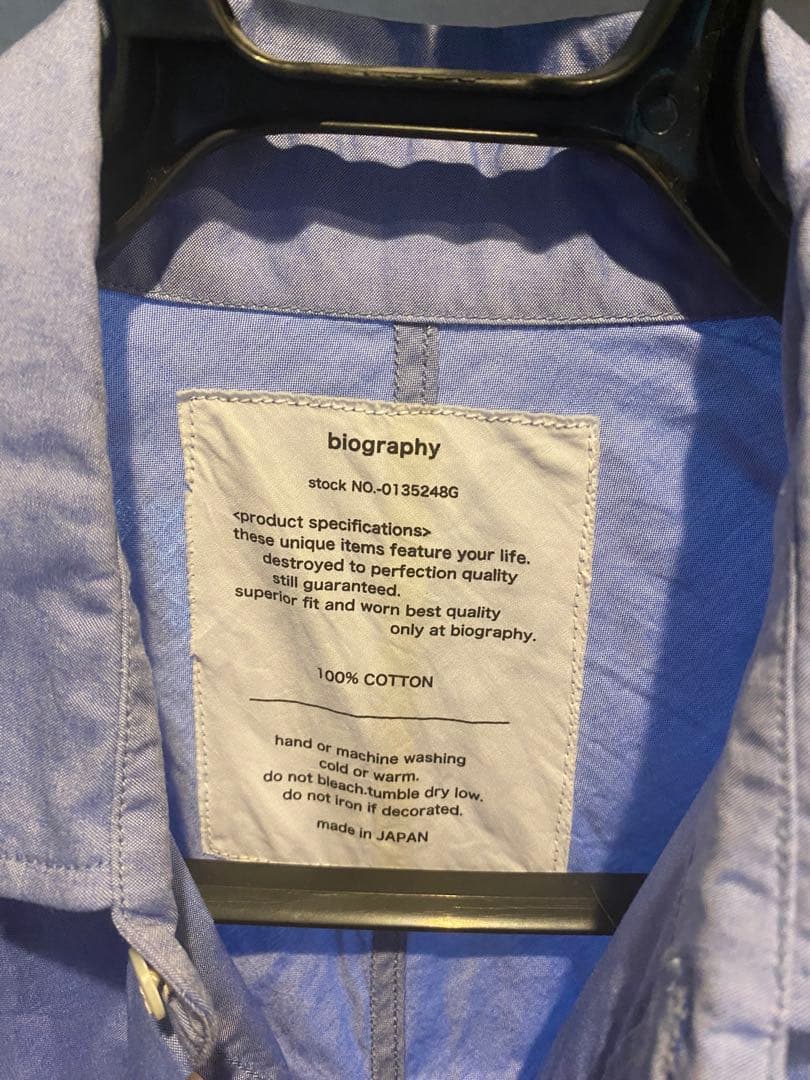 biography
stock NO.-0135248G
<product specifications>
these unique items feature your life.
destroyed to perfection quality
still guaranteed.
superior fit and worn best quality
only at biography.
100% COTTON
hand or machine washing
cold or warm.
do not bleach.tumble dry low.
do not iron if decorated.
made in JAPAN